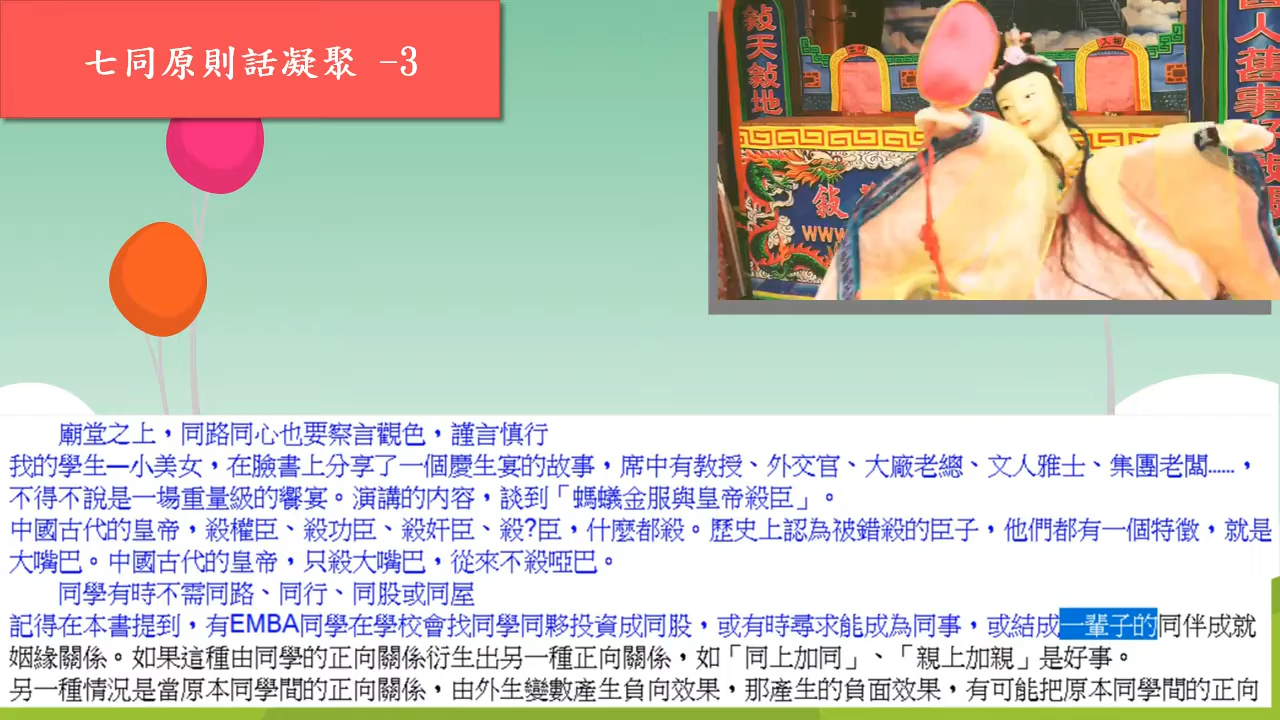 七同原則話凝聚 -3
敲天敲地
古人舊事
敲
WWW
出將
入相
廟堂之上，同路同心也要察言觀色，謹言慎行
我的學生—小美女，在臉書上分享了一個慶生宴的故事，席中有教授、外交官、大廠老總、文人雅士、集團老闆……，
不得不說是一場重量級的饗宴。演講的內容，談到「螞蟻金服與皇帝殺臣」。
中國古代的皇帝，殺權臣、殺功臣、殺奸臣、殺?臣，什麼都殺。歷史上認為被錯殺的臣子，他們都有一個特徵，就是
大嘴巴。中國古代的皇帝，只殺大嘴巴，從來不殺啞巴。
同學有時不需同路、同行、同股或同屋
記得在本書提到，有EMBA同學在學校會找同學同夥投資成同股，或有時尋求能成為同事，或結成一輩子的同伴成就
姻緣關係。如果這種由同學的正向關係衍生出另一種正向關係，如「同上加同」、「親上加親」是好事。
另一種情況是當原本同學間的正向關係，由外生變數產生負向效果，那產生的負面效果，有可能把原本同學間的正向